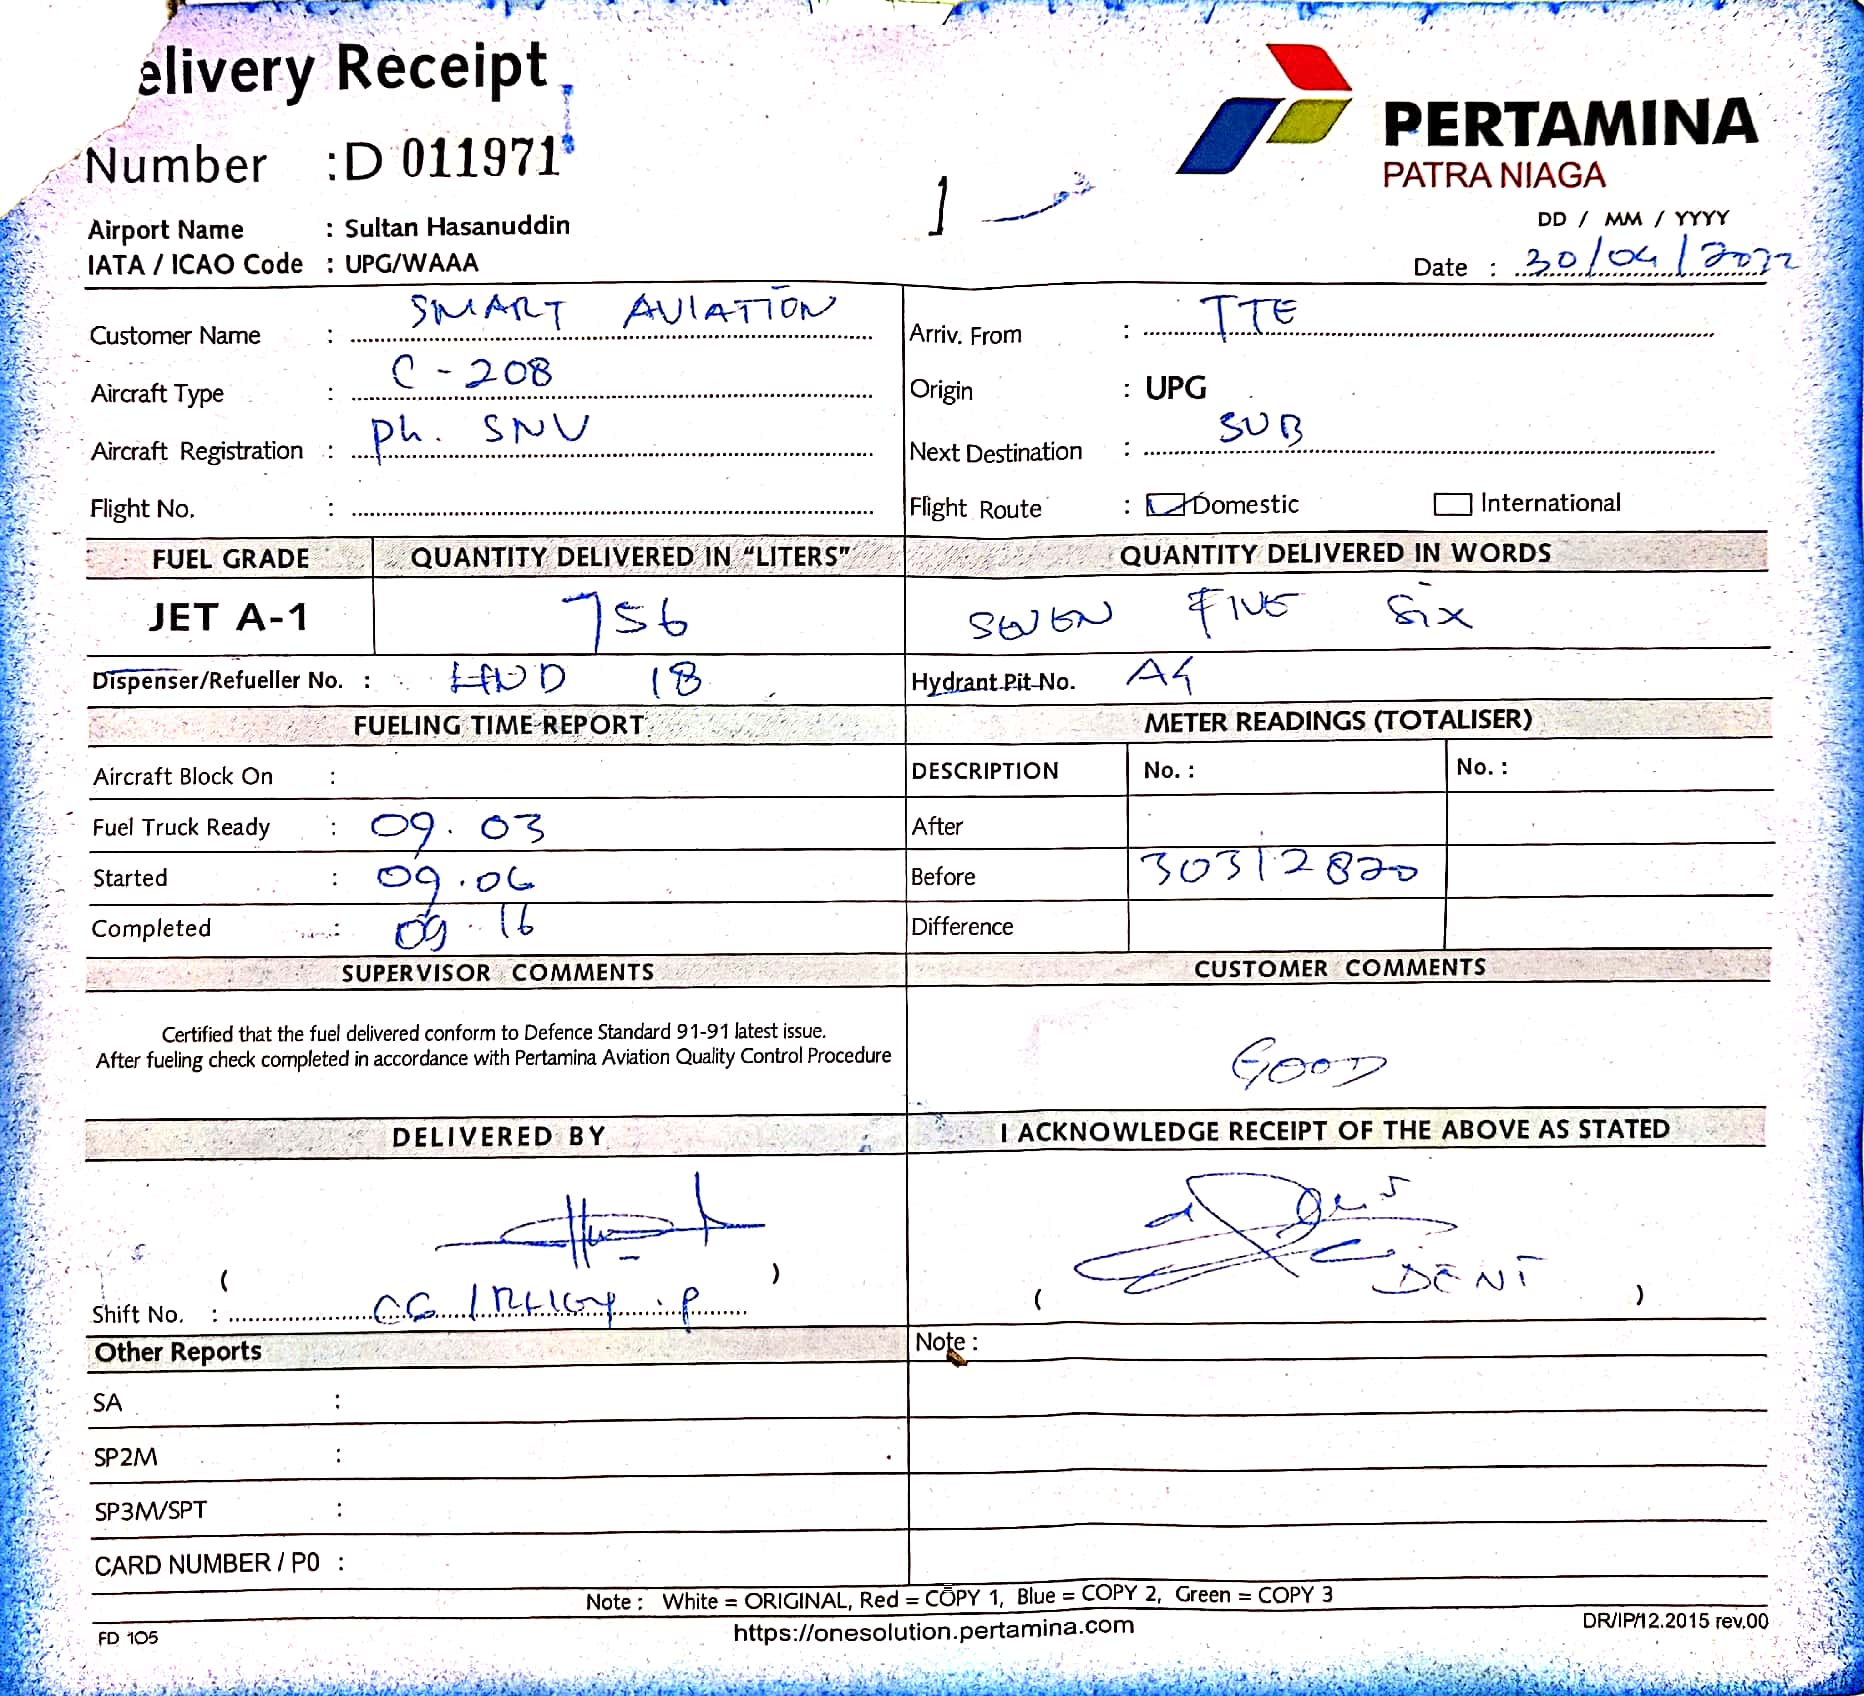 elivery Receipt
Number : D 011971
PERTAMINA
PATRA NIAGA
Airport Name : Sultan Hasanuddin
IATA / ICAO Code : UPG/WAAA
DD / MM / YYYY
Date : 30/04/2022
Customer Name : SMART AVIATION
Arriv. From : TTE
Aircraft Type : C - 208
Origin : UPG
Aircraft Registration : Ph. SNV
Next Destination : SUB
Flight No. :
Flight Route : Domestic International
FUEL GRADE QUANTITY DELIVERED IN “LITERS” QUANTITY DELIVERED IN WORDS
JET A-1 756 SEVEN FIVE Six
Dispenser/Refueller No. : 18
Hydrant Pit No. A4
FUELING TIME REPORT METER READINGS (TOTALISER)
Aircraft Block On :
DESCRIPTION No. : No. :
Fuel Truck Ready : 09. 03
After
Started : 09.06
Before 30312820
Completed : 09 16
Difference
SUPERVISOR COMMENTS CUSTOMER COMMENTS
Certified that the fuel delivered conform to Defence Standard 91-91 latest issue.
After fueling check completed in accordance with Pertamina Aviation Quality Control Procedure
GOOD
DELIVERED BY I ACKNOWLEDGE RECEIPT OF THE ABOVE AS STATED
( )
( DENI )
Shift No. :
Other Reports
Note :
SA :
SP2M :
SP3M/SPT :
CARD NUMBER / PO :
Note : White = ORIGINAL, Red = COPY 1, Blue = COPY 2, Green = COPY 3
FD 105
https://onesolution.pertamina.com
DR/IP/12.2015 rev.00